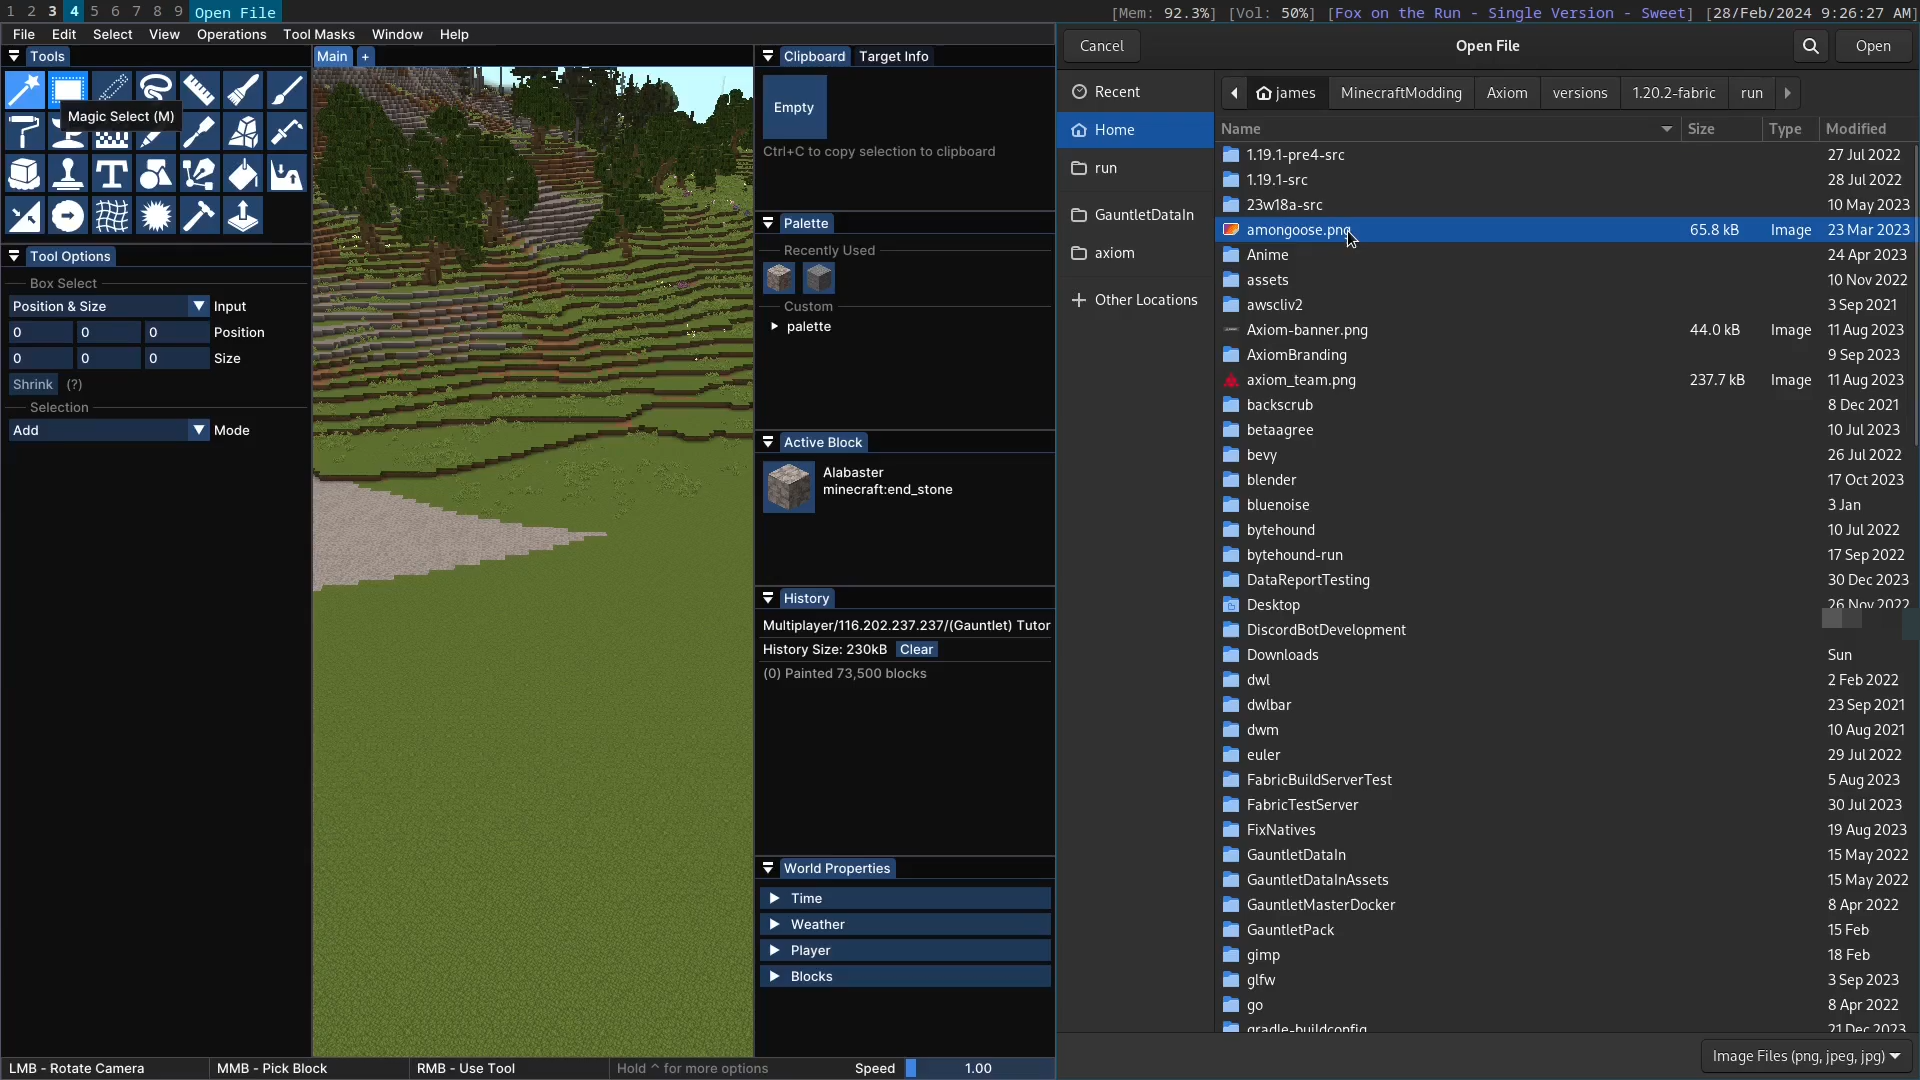 1 2 3 4 5 6 7 8 9 Open File
[Mem: 92.3%] [Vol: 50%] [Fox on the Run - Single Version - Sweet] [28/Feb/2024 9:26:27 AM]
File Edit Select View Operations Tool Masks Window Help
Tools
Magic Select (M)
Tool Options
Box Select
Position & Size Input
0 0 0 Position
0 0 0 Size
Shrink (?)
Selection
Add Mode
Main +
Clipboard Target Info
Empty
Ctrl+C to copy selection to clipboard
Palette
Recently Used
Custom
palette
Active Block
Alabaster
minecraft:end_stone
History
Multiplayer/116.202.237.237/(Gauntlet) Tutor
History Size: 230kB Clear
(0) Painted 73,500 blocks
World Properties
Time
Weather
Player
Blocks
LMB - Rotate Camera MMB - Pick Block RMB - Use Tool Hold ^ for more options Speed 1.00
Cancel Open File Open
Recent
Home
run
GauntletDataIn
axiom
Other Locations
james MinecraftModding Axiom versions 1.20.2-fabric run
Name Size Type Modified
1.19.1-pre4-src 27 Jul 2022
1.19.1-src 28 Jul 2022
23w18a-src 10 May 2023
amongoose.png 65.8 kB Image 23 Mar 2023
Anime 24 Apr 2023
assets 10 Nov 2022
awscliv2 3 Sep 2021
Axiom-banner.png 44.0 kB Image 11 Aug 2023
AxiomBranding 9 Sep 2023
axiom_team.png 237.7 kB Image 11 Aug 2023
backscrub 8 Dec 2021
betaagree 10 Jul 2023
bevy 26 Jul 2022
blender 17 Oct 2023
bluenoise 3 Jan
bytehound 10 Jul 2022
bytehound-run 17 Sep 2022
DataReportTesting 30 Dec 2023
Desktop 26 Nov 2022
DiscordBotDevelopment
Downloads Sun
dwl 2 Feb 2022
dwlbar 23 Sep 2021
dwm 10 Aug 2021
euler 29 Jul 2022
FabricBuildServerTest 5 Aug 2023
FabricTestServer 30 Jul 2023
FixNatives 19 Aug 2023
GauntletDataIn 15 May 2022
GauntletDataInAssets 15 May 2022
GauntletMasterDocker 8 Apr 2022
GauntletPack 15 Feb
gimp 18 Feb
glfw 3 Sep 2023
go 8 Apr 2022
gradle-buildconfig 21 Dec 2023
Image Files (png, jpeg, jpg)